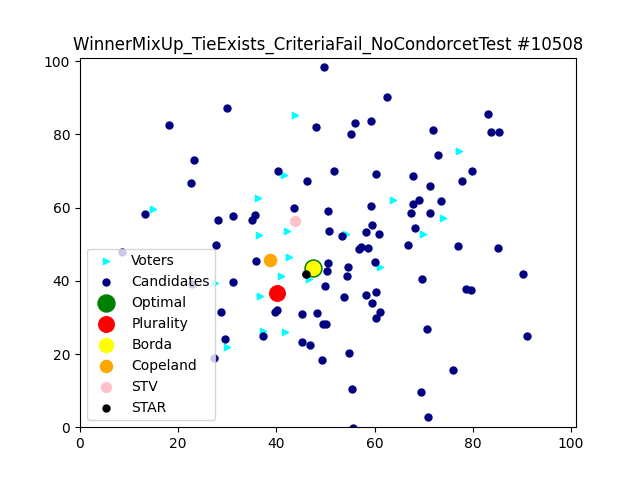 WinnerMixUp_TieExists_CriteriaFail_NoCondorcetTest #10508
100
80
60
40
20
0
0 20 40 60 80 100
Voters
Candidates
Optimal
Plurality
Borda
Copeland
STV
STAR